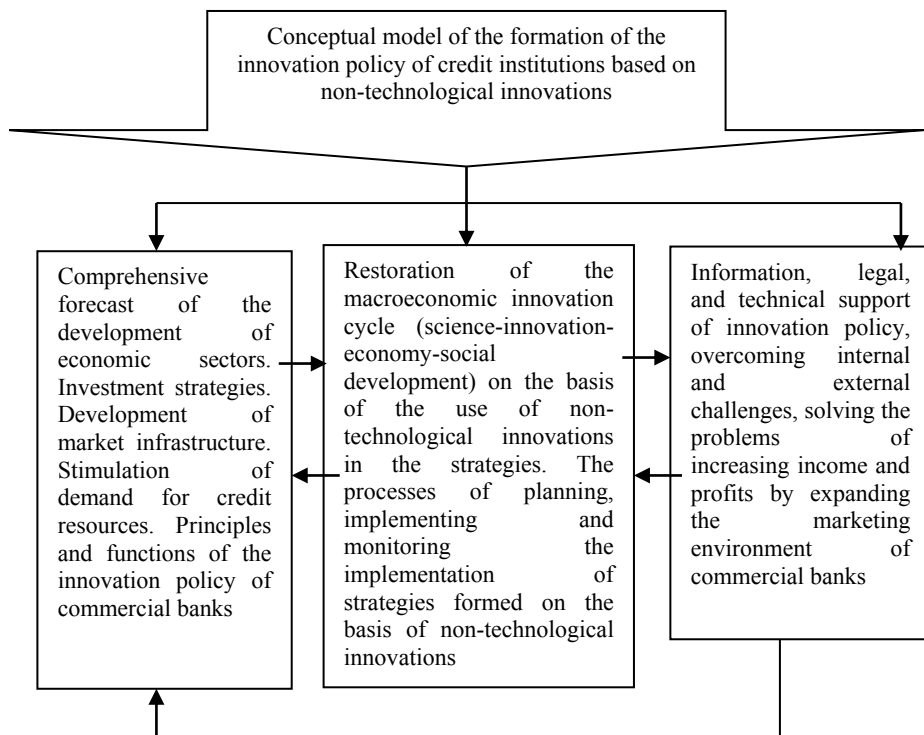 Conceptual model of the formation of the
innovation policy of credit institutions based on
non-technological innovations
Comprehensive
forecast of the
development of
economic sectors.
Investment strategies.
Development of
market infrastructure.
Stimulation of
demand for credit
resources. Principles
and functions of the
innovation policy of
commercial banks
Restoration of the
macroeconomic innovation
cycle (science-innovation-
economy-social
development) on the basis
of the use of non-
technological innovations
in the strategies. The
processes of planning,
implementing and
monitoring the
implementation of
strategies formed on the
basis of non-technological
innovations
Information, legal,
and technical support
of innovation policy,
overcoming internal
and external
challenges, solving the
problems of
increasing income and
profits by expanding
the marketing
environment of
commercial banks